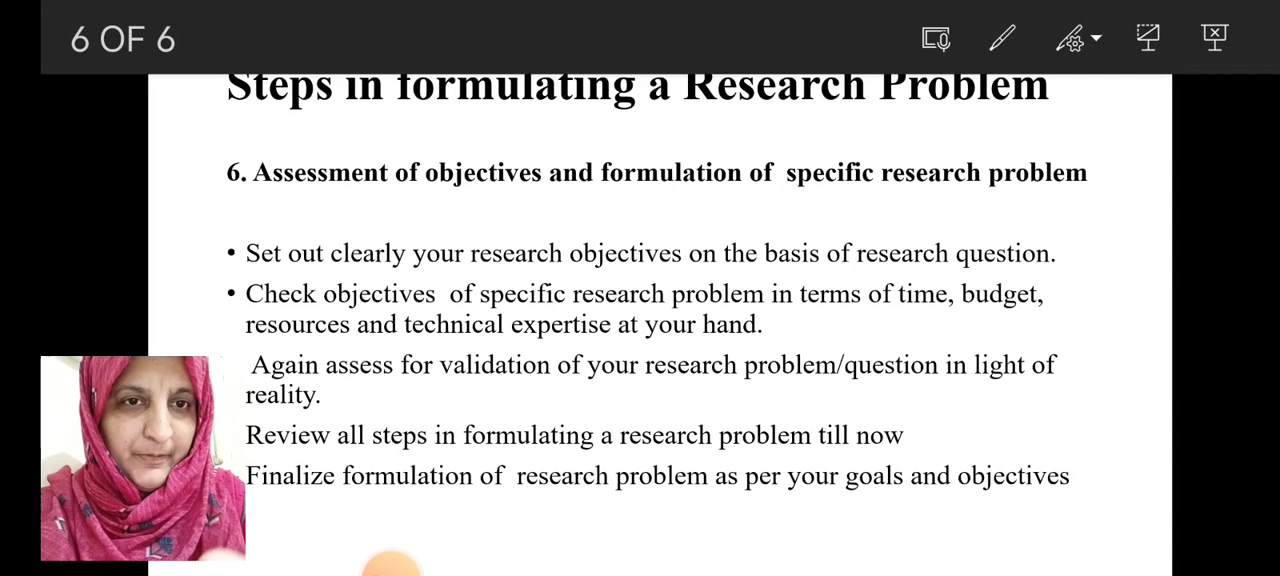 6 OF 6
Steps in formulating a Research Problem
6. Assessment of objectives and formulation of specific research problem
• Set out clearly your research objectives on the basis of research question.
• Check objectives of specific research problem in terms of time, budget,
resources and technical expertise at your hand.
Again assess for validation of your research problem/question in light of
reality.
Review all steps in formulating a research problem till now
Finalize formulation of research problem as per your goals and objectives